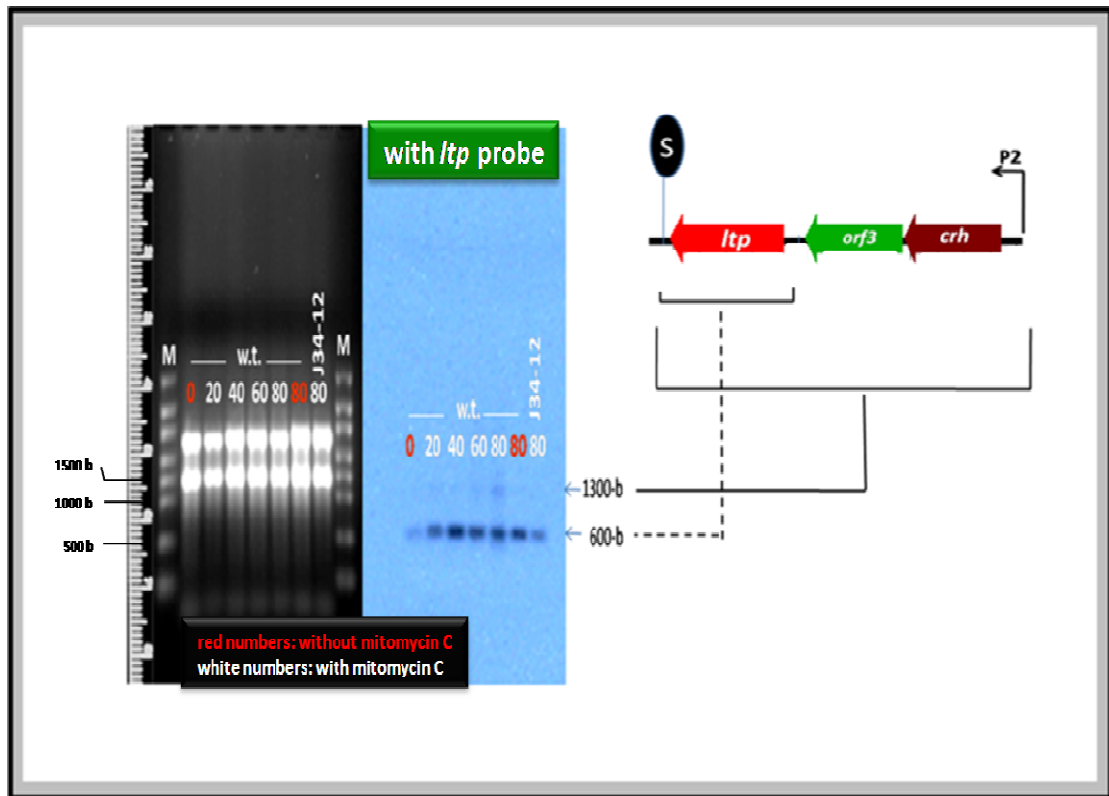 with ltp probe
S
P2
ltp
orf3
crh
M
w.t.
J34-12
M
0 20 40 60 80 80 80
w.t.
J34-12
0 20 40 60 80 80 80
1500 b
1000 b
500 b
1300-b
600-b
red numbers: without mitomycin C
white numbers: with mitomycin C